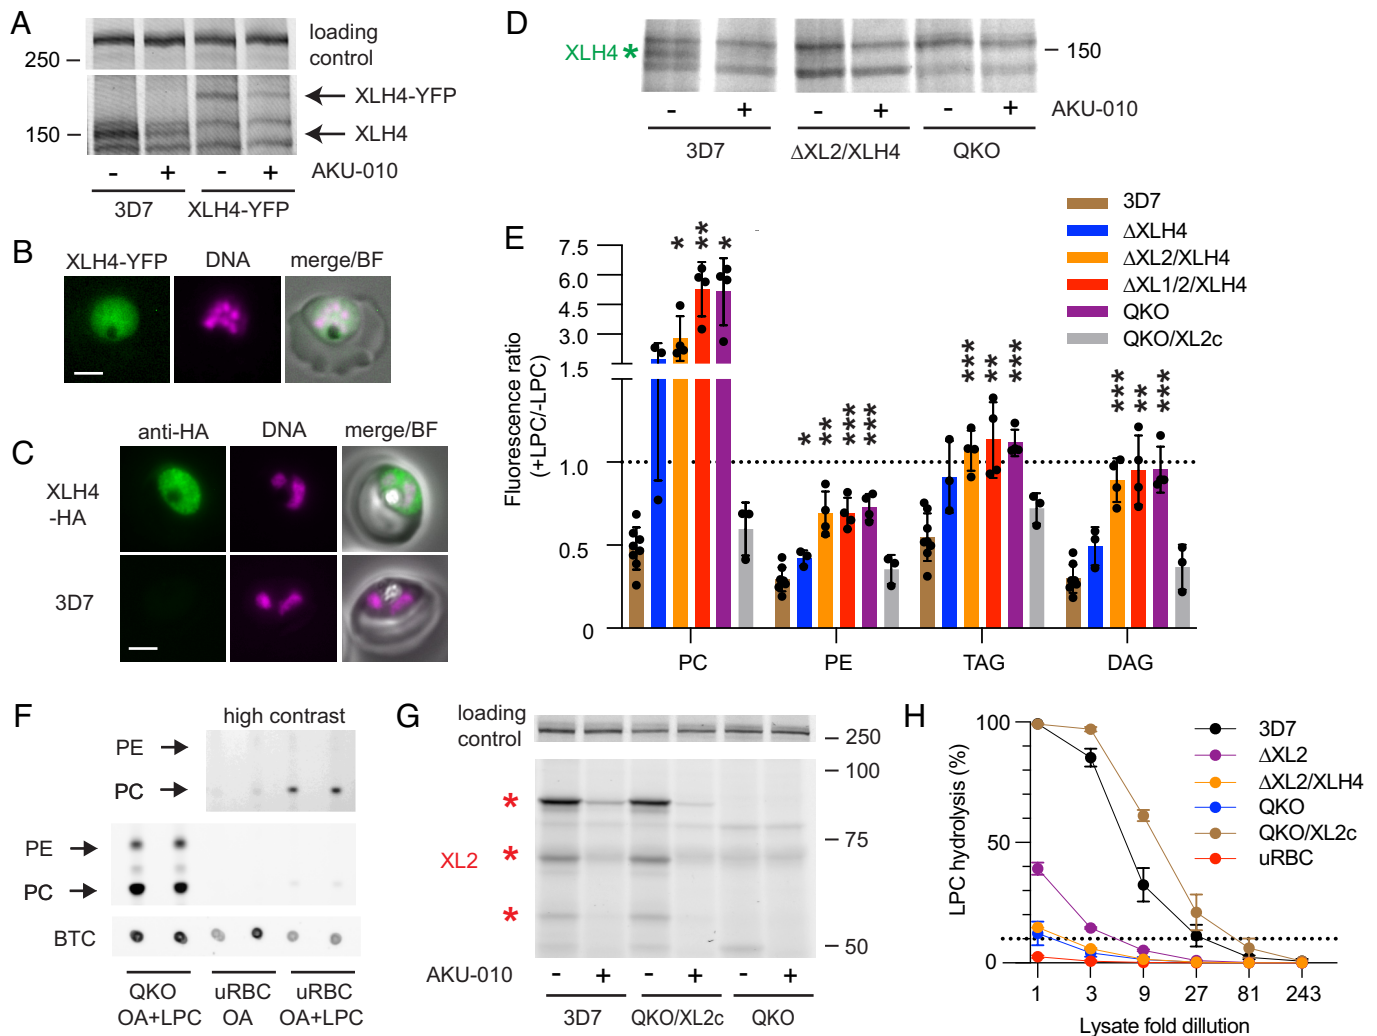 A
loading
control
250
XLH4-YFP
150
XLH4
- + - + AKU-010
3D7 XLH4-YFP
B
XLH4-YFP DNA merge/BF
C
anti-HA DNA merge/BF
XLH4
-HA
3D7
D
XLH4 *
150
- + - + - + AKU-010
3D7 ΔXL2/XLH4 QKO
E
3D7
ΔXLH4
ΔXL2/XLH4
ΔXL1/2/XLH4
QKO
QKO/XL2c
Fluorescence ratio
(+LPC/-LPC)
7.5
6.0
4.5
3.0
1.5
1.0
0.5
0
* ** *
* ** *** ***
*** ** ***
*** ** ***
PC PE TAG DAG
F
high contrast
PE
PC
PE
PC
BTC
QKO uRBC uRBC
OA+LPC OA OA+LPC
G
loading
control
250
100
*
75
XL2 *
*
50
AKU-010 - + - + - +
3D7 QKO/XL2c QKO
H
LPC hydrolysis (%)
100
50
0
3D7
ΔXL2
ΔXL2/XLH4
QKO
QKO/XL2c
uRBC
1 3 9 27 81 243
Lysate fold dillution